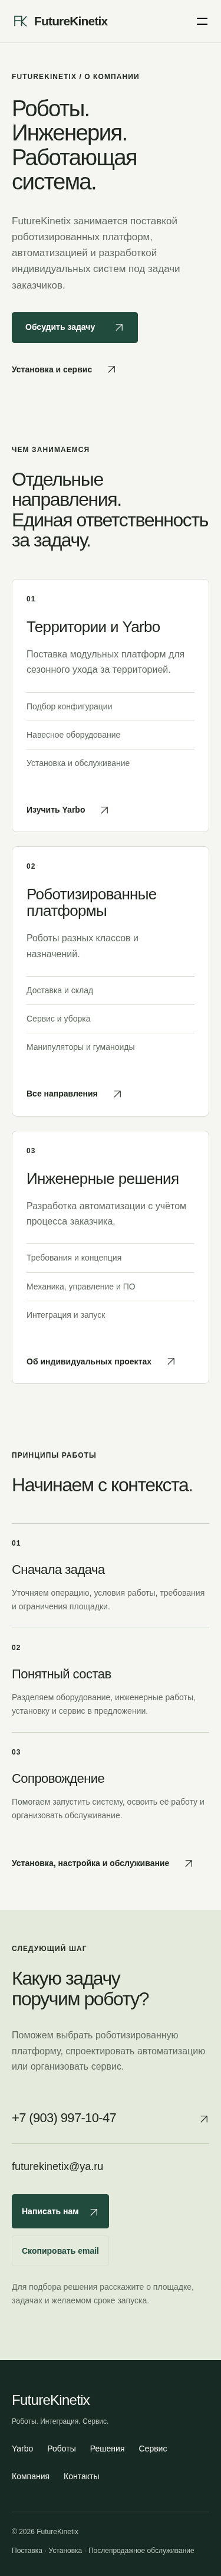 FutureKinetix
FUTUREKINETIX / О КОМПАНИИ
Роботы.
Инженерия.
Работающая
система.
FutureKinetix занимается поставкой
роботизированных платформ,
автоматизацией и разработкой
индивидуальных систем под задачи
заказчиков.
Обсудить задачу
Установка и сервис
ЧЕМ ЗАНИМАЕМСЯ
Отдельные
направления.
Единая ответственность
за задачу.
01
Территории и Yarbo
Поставка модульных платформ для
сезонного ухода за территорией.
Подбор конфигурации
Навесное оборудование
Установка и обслуживание
Изучить Yarbo
02
Роботизированные
платформы
Роботы разных классов и
назначений.
Доставка и склад
Сервис и уборка
Манипуляторы и гуманоиды
Все направления
03
Инженерные решения
Разработка автоматизации с учётом
процесса заказчика.
Требования и концепция
Механика, управление и ПО
Интеграция и запуск
Об индивидуальных проектах
ПРИНЦИПЫ РАБОТЫ
Начинаем с контекста.
01
Сначала задача
Уточняем операцию, условия работы, требования
и ограничения площадки.
02
Понятный состав
Разделяем оборудование, инженерные работы,
установку и сервис в предложении.
03
Сопровождение
Помогаем запустить систему, освоить её работу и
организовать обслуживание.
Установка, настройка и обслуживание
СЛЕДУЮЩИЙ ШАГ
Какую задачу
поручим роботу?
Поможем выбрать роботизированную
платформу, спроектировать автоматизацию
или организовать сервис.
+7 (903) 997-10-47
futurekinetix@ya.ru
Написать нам
Скопировать email
Для подбора решения расскажите о площадке,
задачах и желаемом сроке запуска.
FutureKinetix
Роботы. Интеграция. Сервис.
Yarbo Роботы Решения Сервис
Компания Контакты
© 2026 FutureKinetix
Поставка · Установка · Послепродажное обслуживание